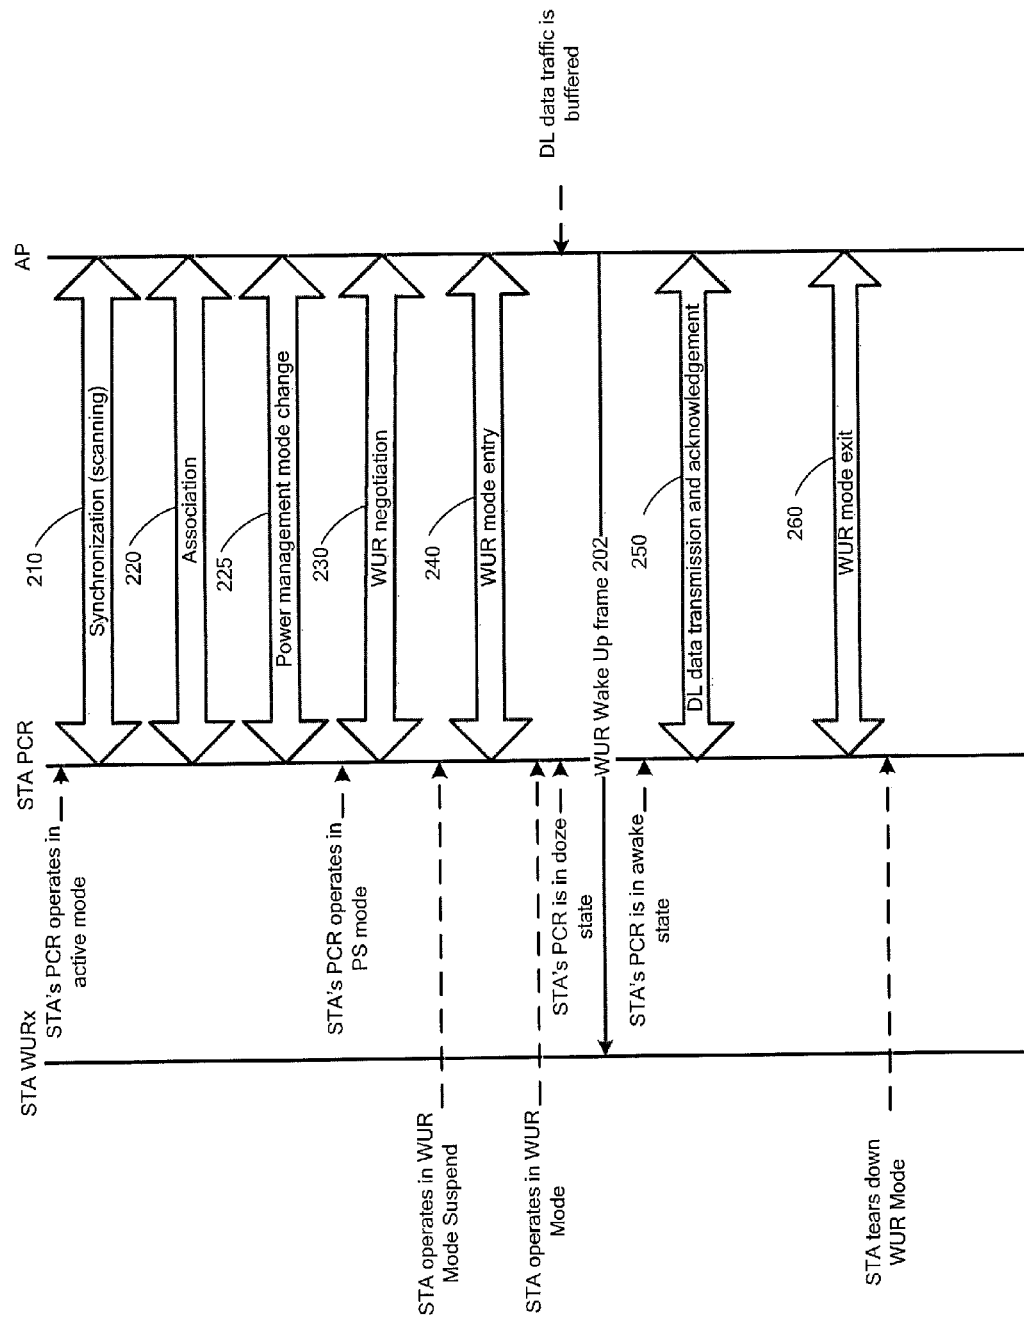 STA WURx
STA PCR
AP
STA's PCR operates in
active mode
210
Synchronization (scanning)
220
Association
225
Power management mode change
STA's PCR operates in
PS mode
230
WUR negotiation
STA operates in WUR
Mode Suspend
240
WUR mode entry
STA operates in WUR
Mode
STA's PCR is in doze
state
DL data traffic is
buffered
WUR Wake Up frame 202
STA's PCR is in awake
state
250
DL data transmission and acknowledgement
260
WUR mode exit
STA tears down
WUR Mode